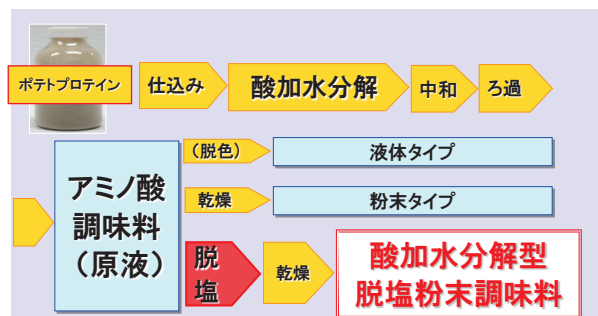 ポテトプロテイン
仕込み
酸加水分解
中和
ろ過
アミノ酸
調味料
（原液）
（脱色）
液体タイプ
乾燥
粉末タイプ
脱
塩
乾燥
酸加水分解型
脱塩粉末調味料